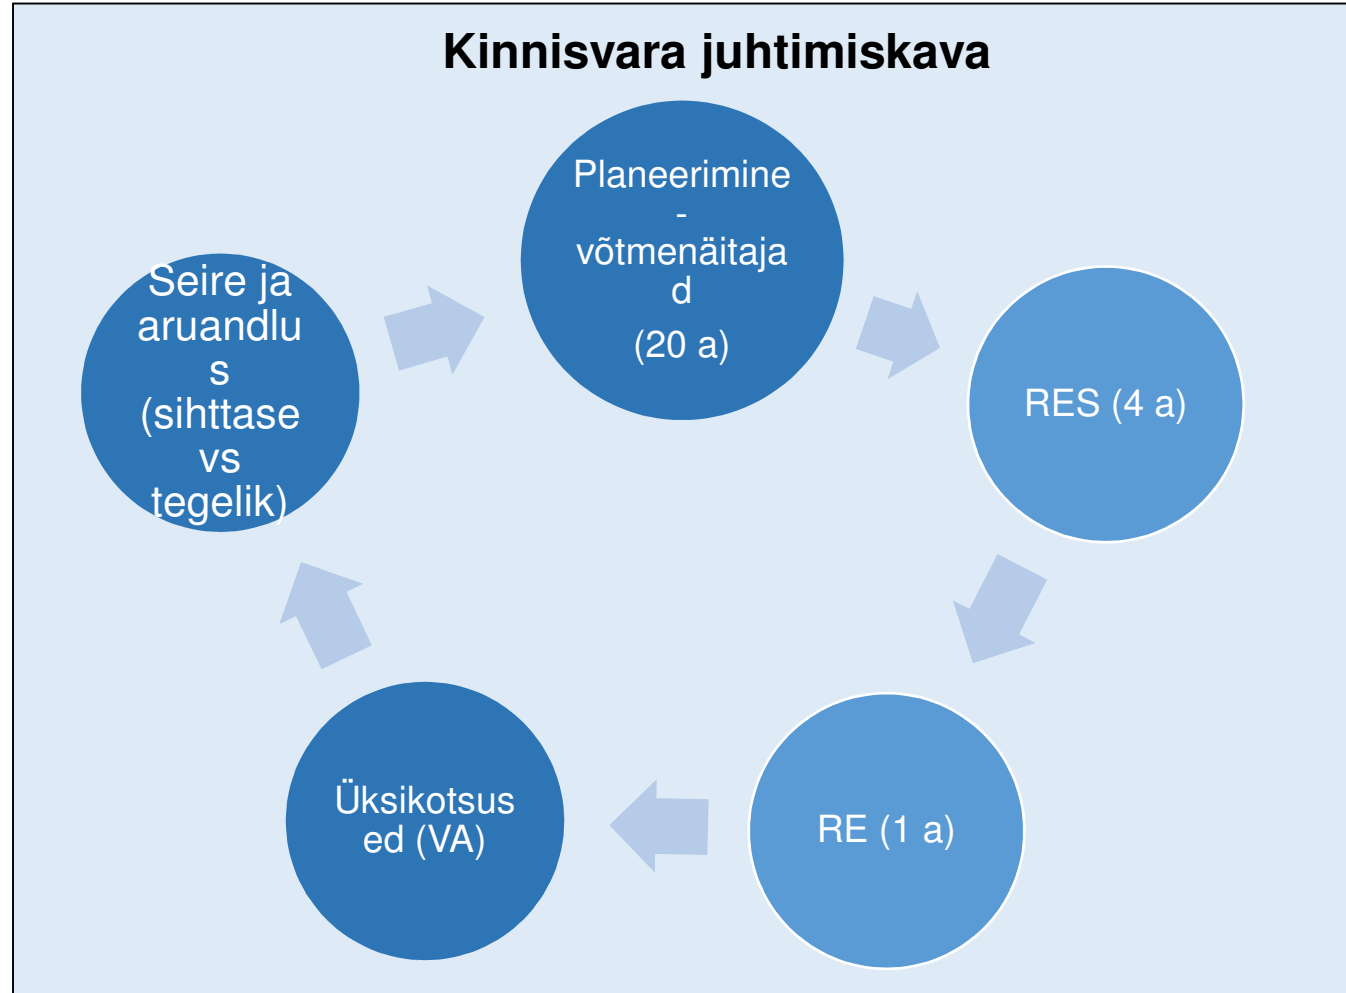 Kinnisvara juhtimiskava
Planeerimine
-
võtmenäitaja
d
(20 a)
RES (4 a)
RE (1 a)
Üksikotsus
ed (VA)
Seire ja
aruandlu
s
(sihttase
vs
tegelik)